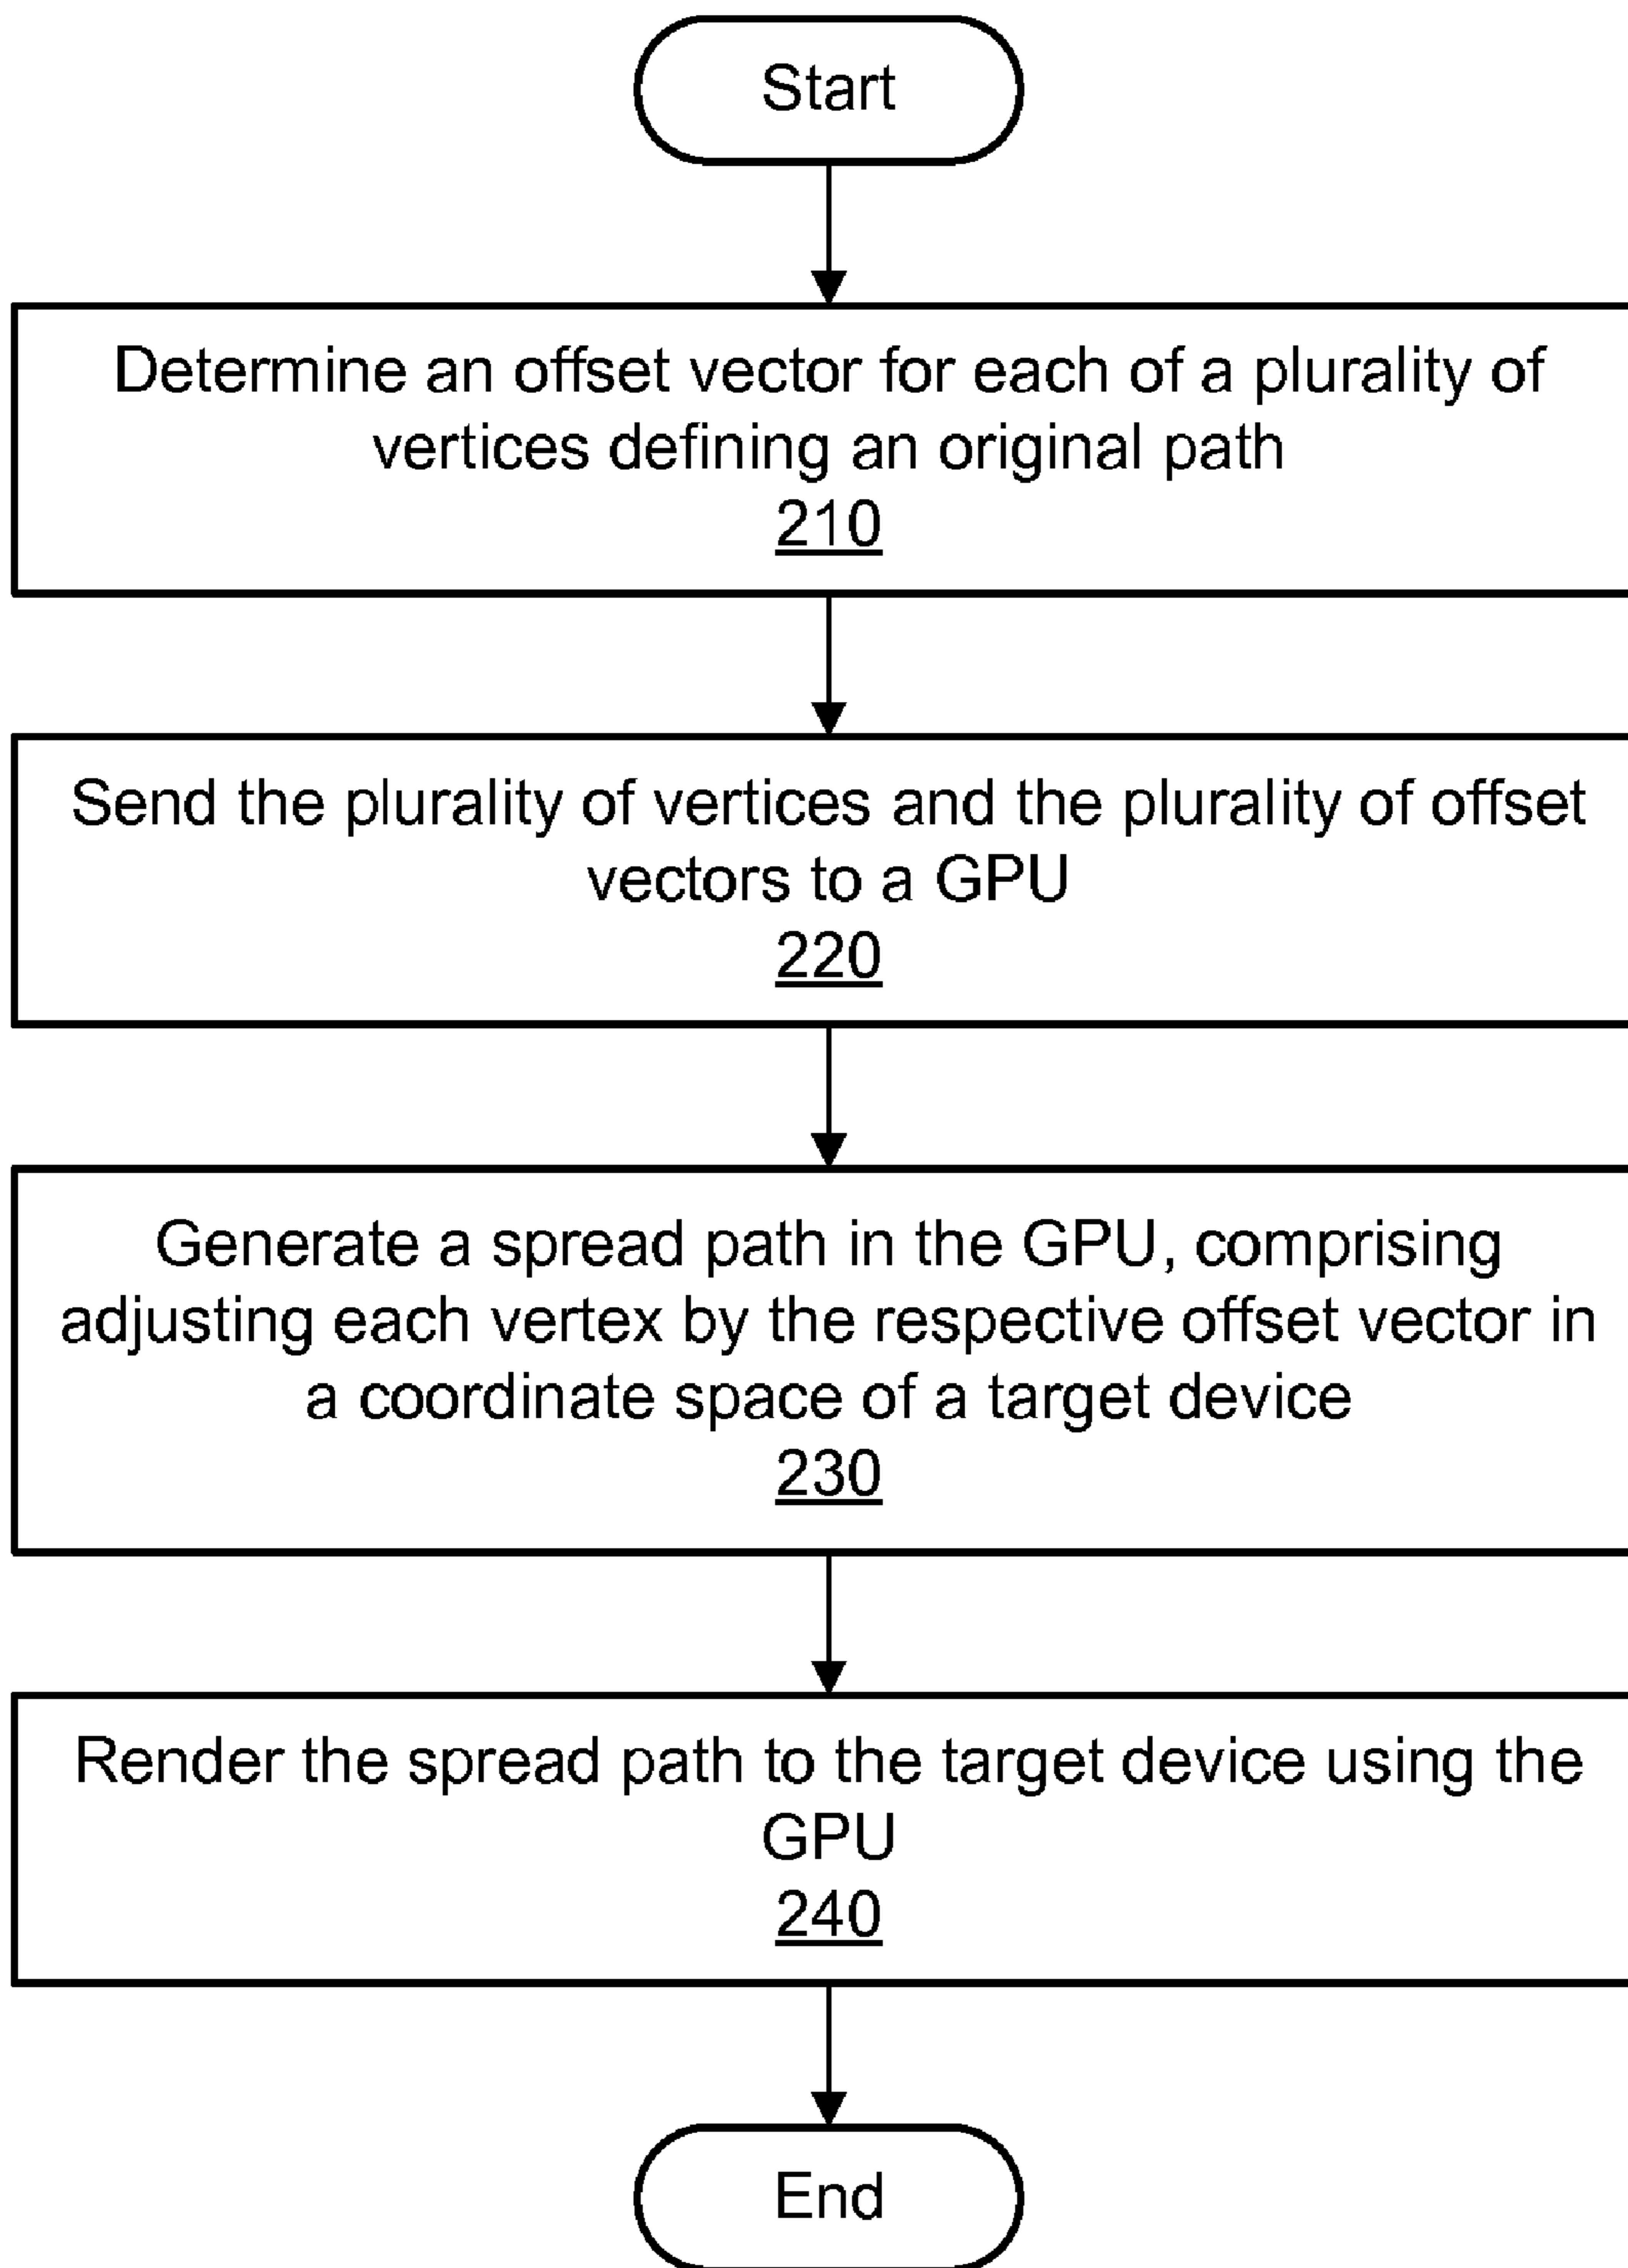 Start
Determine an offset vector for each of a plurality of
vertices defining an original path
210
Send the plurality of vertices and the plurality of offset
vectors to a GPU
220
Generate a spread path in the GPU, comprising
adjusting each vertex by the respective offset vector in
a coordinate space of a target device
230
Render the spread path to the target device using the
GPU
240
End